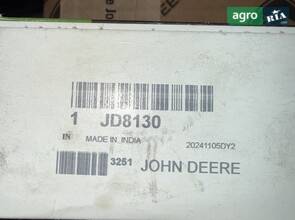 agro RIA
1 JD8130
IN MADE IN INDIA 20241105DY2
3251 JOHN DEERE